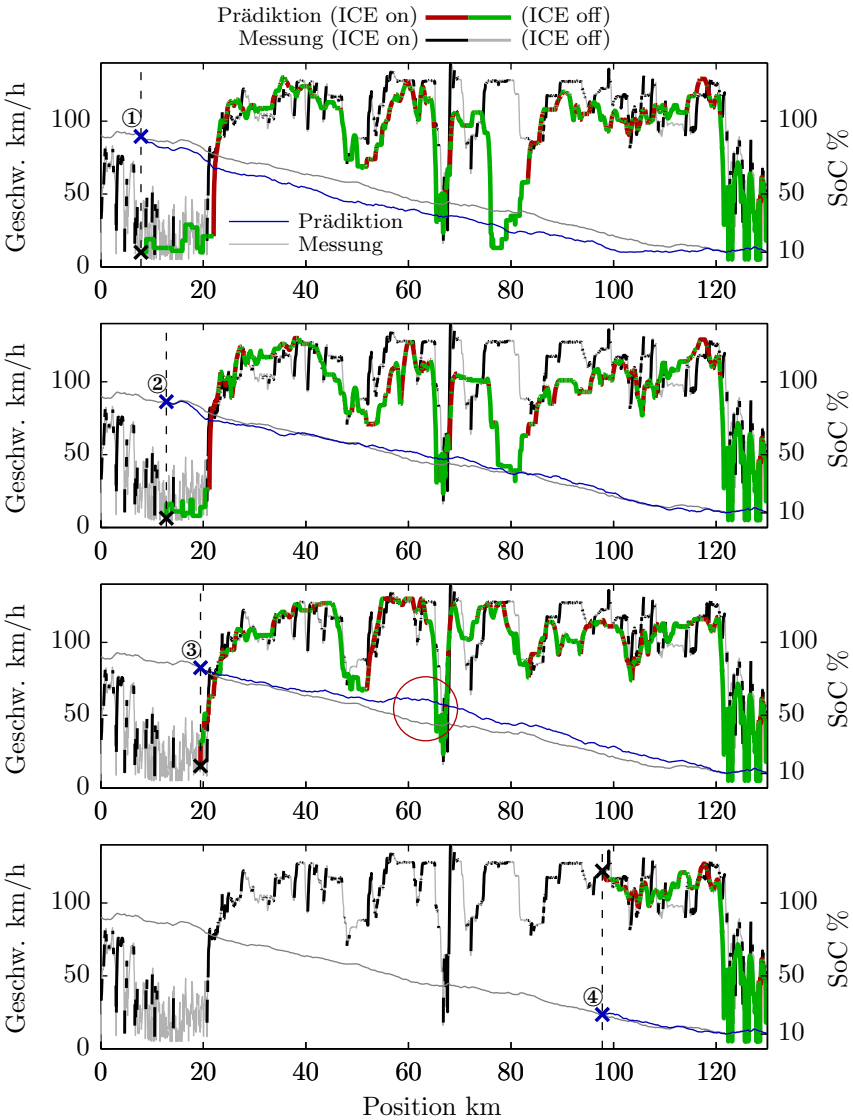 Prädiktion (ICE on) (ICE off)
Messung (ICE on) (ICE off)
Geschw. km/h
100
50
0
①
Prädiktion
Messung
100
50
10
SoC %
0 20 40 60 80 100 120
Geschw. km/h
100
50
0
②
100
50
10
SoC %
0 20 40 60 80 100 120
Geschw. km/h
100
50
0
③
100
50
10
SoC %
0 20 40 60 80 100 120
Geschw. km/h
100
50
0
④
100
50
10
SoC %
0 20 40 60 80 100 120
Position km